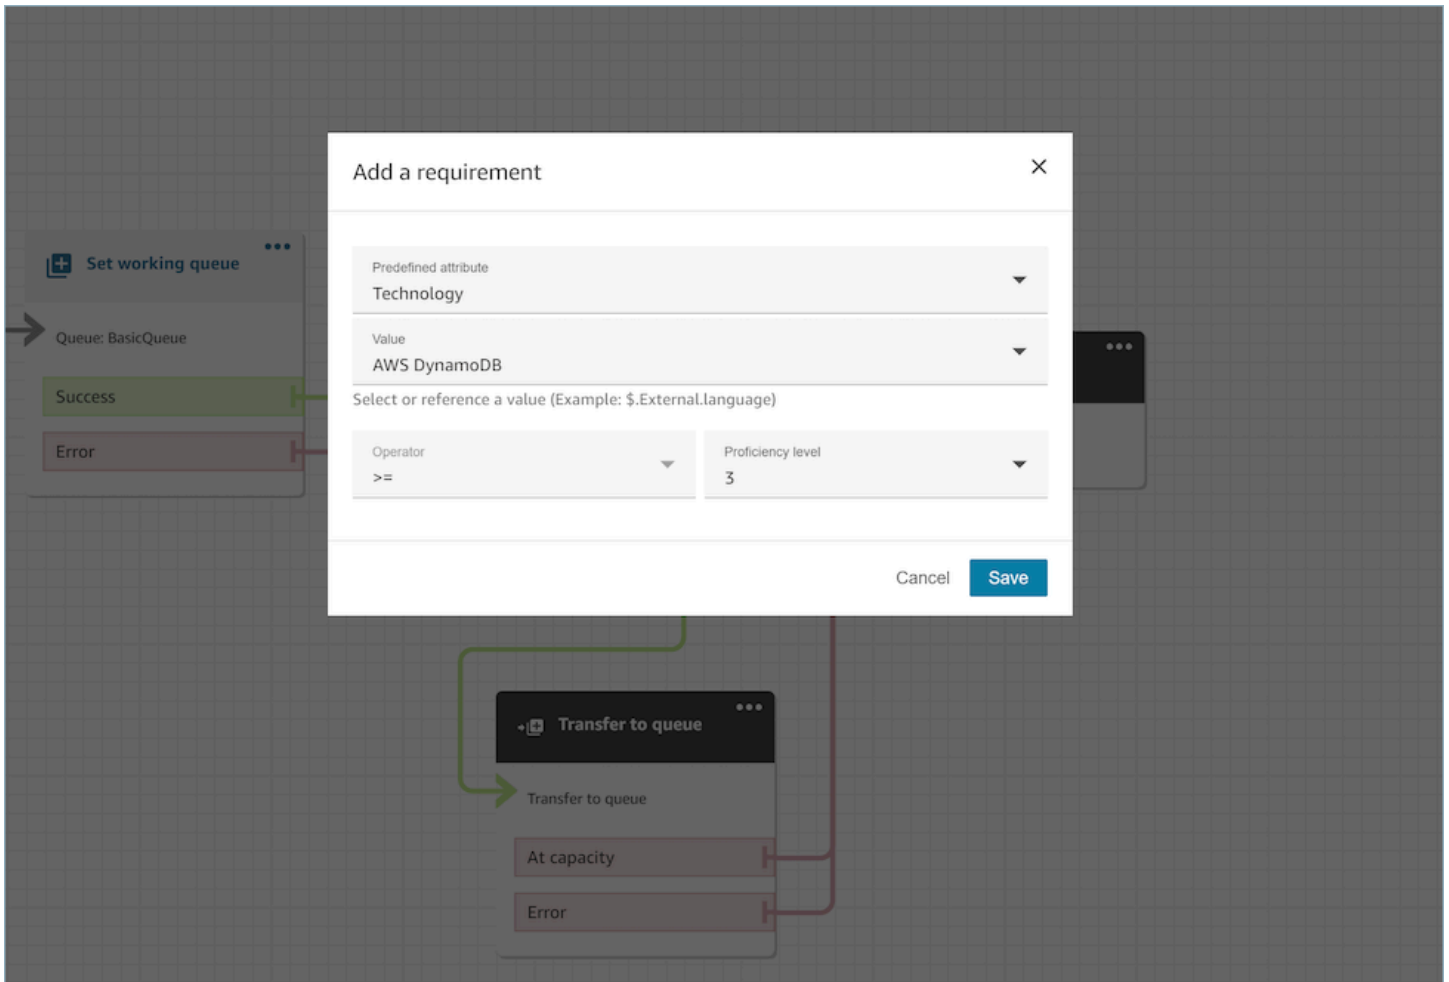 Add a requirement
Predefined attribute
Technology
Value
AWS DynamoDB
Select or reference a value (Example: $.External.language)
Operator
>=
Proficiency level
3
Cancel
Save
Set working queue
Queue: BasicQueue
Success
Error
Transfer to queue
Transfer to queue
At capacity
Error